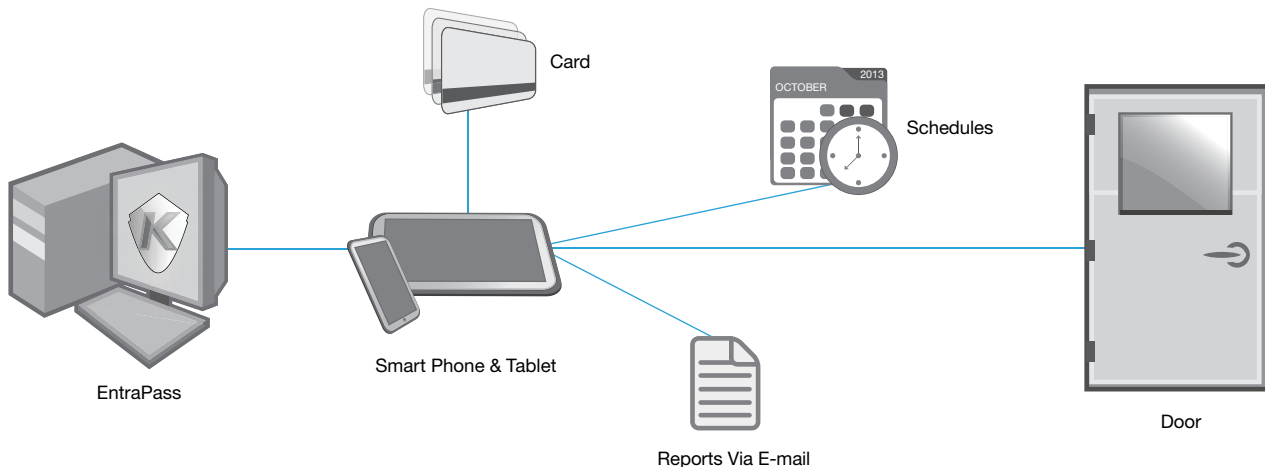 Card
2013
OCTOBER
Schedules
K
Smart Phone & Tablet
EntraPass
Door
Reports Via E-mail